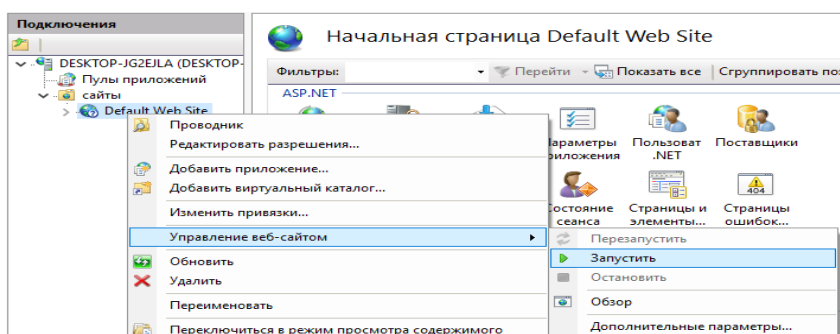 Подключения
DESKTOP-JG2EJLA (DESKTOP-
Пулы приложений
сайты
Default Web Site
Начальная страница Default Web Site
Фильтры: Перейти Показать все Сгруппировать по:
ASP.NET
Пользоват Поставщики
.NET
сеанса
Страницы и Страницы
элементы... ошибок...
404
Проводник
Редактировать разрешения...
Добавить приложение...
Добавить виртуальный каталог...
Изменить привязки...
Управление веб-сайтом
Обновить
Удалить
Переименовать
Переключиться в режим просмотра содержимого
Перезапустить
Запустить
Остановить
Обзор
Дополнительные параметры...